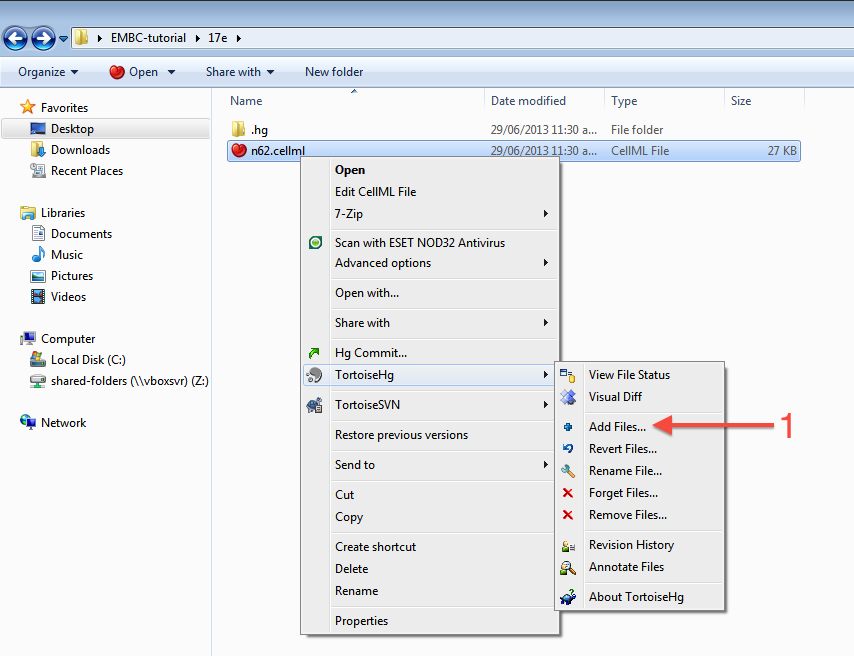 EMBC-tutorial 17e
Organize Open Share with New folder
Name Date modified Type Size
Favorites
Desktop
Downloads
Recent Places
Libraries
Documents
Music
Pictures
Videos
Computer
Local Disk (C:)
shared-folders (\\vboxsvr) (Z:)
Network
.hg 29/06/2013 11:30 a... File folder
n62.cellml 29/06/2013 11:30 a... CellML File 27 KB
Open
Edit CellML File
7-Zip
Scan with ESET NOD32 Antivirus
Advanced options
Open with...
Share with
Hg Commit...
TortoiseHg
TortoiseSVN
Restore previous versions
Send to
Cut
Copy
Create shortcut
Delete
Rename
Properties
View File Status
Visual Diff
Add Files... 1
Revert Files...
Rename File...
Forget Files...
Remove Files...
Revision History
Annotate Files
About TortoiseHg